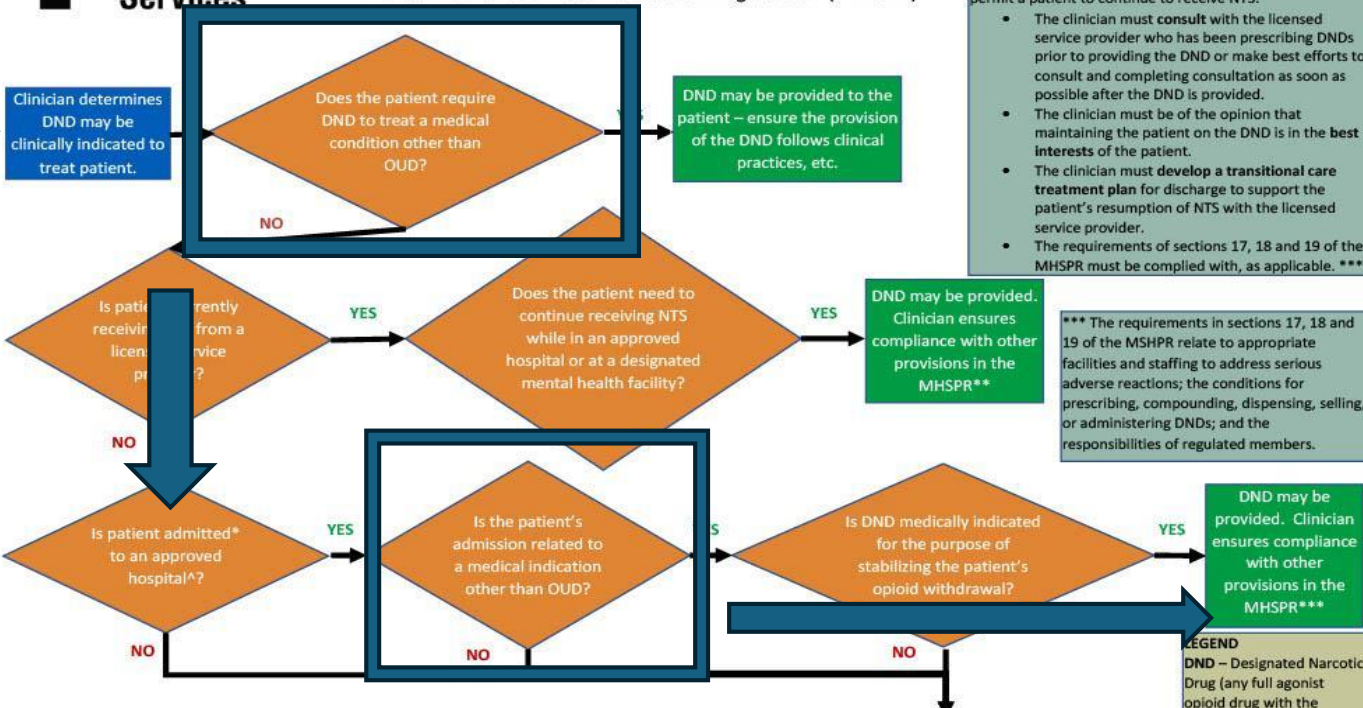 Services
permit a patient to continue to receive NTS.
• The clinician must consult with the licensed
service provider who has been prescribing DNDs
prior to providing the DND or make best efforts to
consult and completing consultation as soon as
possible after the DND is provided.
• The clinician must be of the opinion that
maintaining the patient on the DND is in the best
interests of the patient.
• The clinician must develop a transitional care
treatment plan for discharge to support the
patient's resumption of NTS with the licensed
service provider.
• The requirements of sections 17, 18 and 19 of the
MHSPR must be complied with, as applicable. ***
Clinician determines
DND may be
clinically indicated to
treat patient.
Does the patient require
DND to treat a medical
condition other than
OUD?
DND may be provided to the
patient – ensure the provision
of the DND follows clinical
practices, etc.
NO
Is
receiving from a
service
YES
Does the patient need to
continue receiving NTS
while in an approved
hospital or at a designated
mental health facility?
YES
DND may be provided.
Clinician ensures
compliance with other
provisions in the
MHSPR**
*** The requirements in sections 17, 18 and
19 of the MSHPR relate to appropriate
facilities and staffing to address serious
adverse reactions; the conditions for
prescribing, compounding, dispensing, selling,
or administering DNDs; and the
responsibilities of regulated members.
NO
Is patient admitted*
to an approved
hospital^?
YES
Is the patient's
admission related to
a medical indication
other than OUD?
Is DND medically indicated
for the purpose of
stabilizing the patient's
opioid withdrawal?
YES
DND may be
provided. Clinician
ensures compliance
with other
provisions in the
MHSPR***
NO
NO
NO
LEGEND
DND – Designated Narcotic
Drug (any full agonist
opioid drug with the